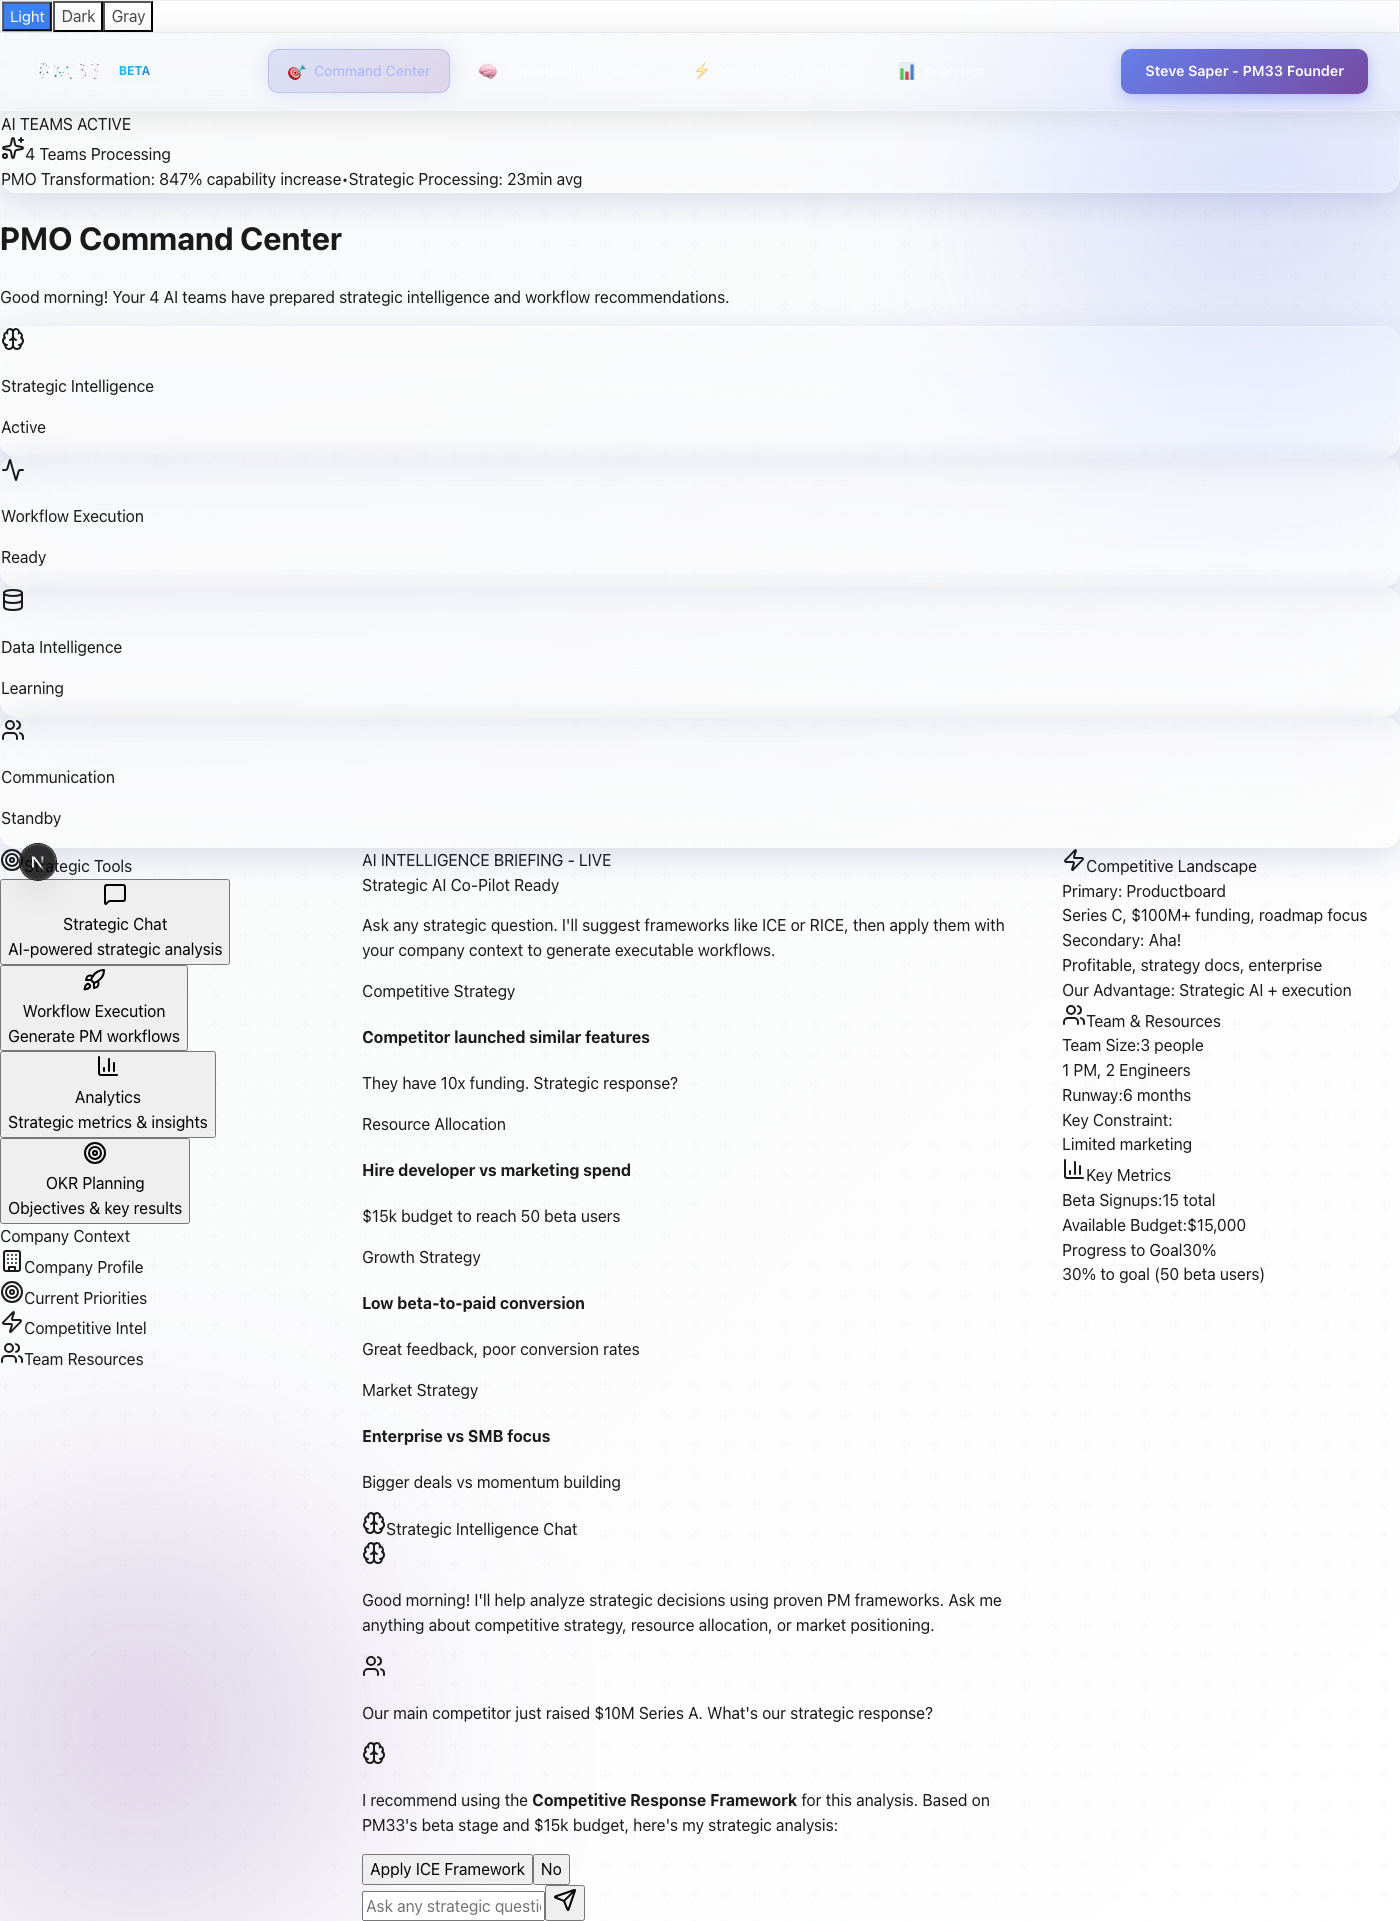 Light Dark Gray
BETA
Command Center
Analytics
Steve Saper - PM33 Founder
AI TEAMS ACTIVE
4 Teams Processing
PMO Transformation: 847% capability increase•Strategic Processing: 23min avg
PMO Command Center
Good morning! Your 4 AI teams have prepared strategic intelligence and workflow recommendations.
Strategic Intelligence
Active
Workflow Execution
Ready
Data Intelligence
Learning
Communication
Standby
Strategic Tools
Strategic Chat
AI-powered strategic analysis
Workflow Execution
Generate PM workflows
Analytics
Strategic metrics & insights
OKR Planning
Objectives & key results
Company Context
Company Profile
Current Priorities
Competitive Intel
Team Resources
AI INTELLIGENCE BRIEFING - LIVE
Strategic AI Co-Pilot Ready
Ask any strategic question. I'll suggest frameworks like ICE or RICE, then apply them with
your company context to generate executable workflows.
Competitive Strategy
Competitor launched similar features
They have 10x funding. Strategic response?
Resource Allocation
Hire developer vs marketing spend
$15k budget to reach 50 beta users
Growth Strategy
Low beta-to-paid conversion
Great feedback, poor conversion rates
Market Strategy
Enterprise vs SMB focus
Bigger deals vs momentum building
Strategic Intelligence Chat
Good morning! I'll help analyze strategic decisions using proven PM frameworks. Ask me
anything about competitive strategy, resource allocation, or market positioning.
Our main competitor just raised $10M Series A. What's our strategic response?
I recommend using the Competitive Response Framework for this analysis. Based on
PM33's beta stage and $15k budget, here's my strategic analysis:
Apply ICE Framework No
Ask any strategic questi
Competitive Landscape
Primary: Productboard
Series C, $100M+ funding, roadmap focus
Secondary: Aha!
Profitable, strategy docs, enterprise
Our Advantage: Strategic AI + execution
Team & Resources
Team Size:3 people
1 PM, 2 Engineers
Runway:6 months
Key Constraint:
Limited marketing
Key Metrics
Beta Signups:15 total
Available Budget:$15,000
Progress to Goal30%
30% to goal (50 beta users)